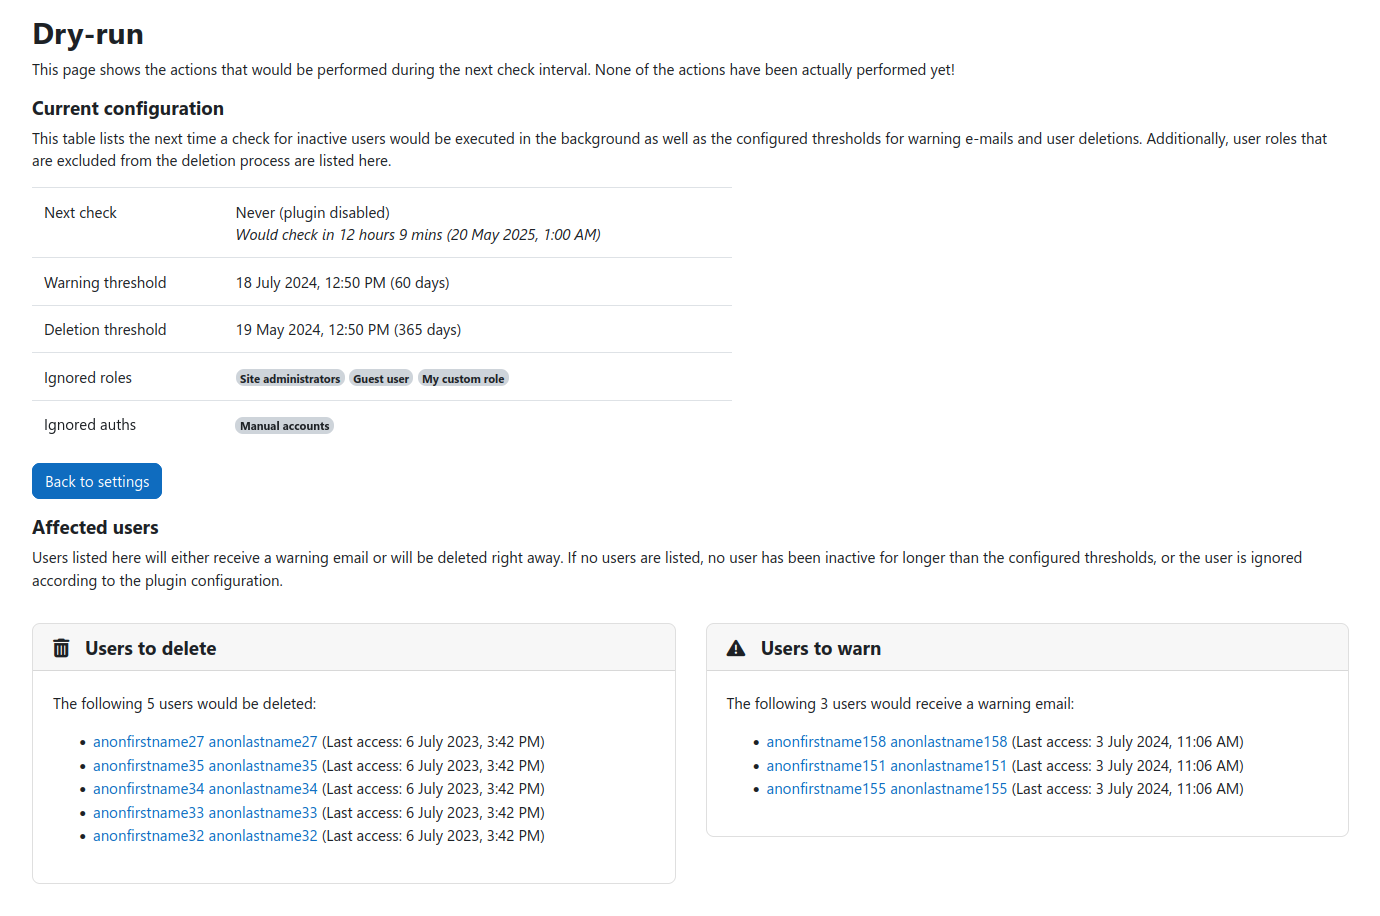 Dry-run
This page shows the actions that would be performed during the next check interval. None of the actions have been actually performed yet!
Current configuration
This table lists the next time a check for inactive users would be executed in the background as well as the configured thresholds for warning e-mails and user deletions. Additionally, user roles that
are excluded from the deletion process are listed here.
Next check Never (plugin disabled)
Would check in 12 hours 9 mins (20 May 2025, 1:00 AM)
Warning threshold 18 July 2024, 12:50 PM (60 days)
Deletion threshold 19 May 2024, 12:50 PM (365 days)
Ignored roles Site administrators Guest user My custom role
Ignored auths Manual accounts
Back to settings
Affected users
Users listed here will either receive a warning email or will be deleted right away. If no users are listed, no user has been inactive for longer than the configured thresholds, or the user is ignored
according to the plugin configuration.
Users to delete
The following 5 users would be deleted:
• anonfirstname27 anonlastname27 (Last access: 6 July 2023, 3:42 PM)
• anonfirstname35 anonlastname35 (Last access: 6 July 2023, 3:42 PM)
• anonfirstname34 anonlastname34 (Last access: 6 July 2023, 3:42 PM)
• anonfirstname33 anonlastname33 (Last access: 6 July 2023, 3:42 PM)
• anonfirstname32 anonlastname32 (Last access: 6 July 2023, 3:42 PM)
Users to warn
The following 3 users would receive a warning email:
• anonfirstname158 anonlastname158 (Last access: 3 July 2024, 11:06 AM)
• anonfirstname151 anonlastname151 (Last access: 3 July 2024, 11:06 AM)
• anonfirstname155 anonlastname155 (Last access: 3 July 2024, 11:06 AM)